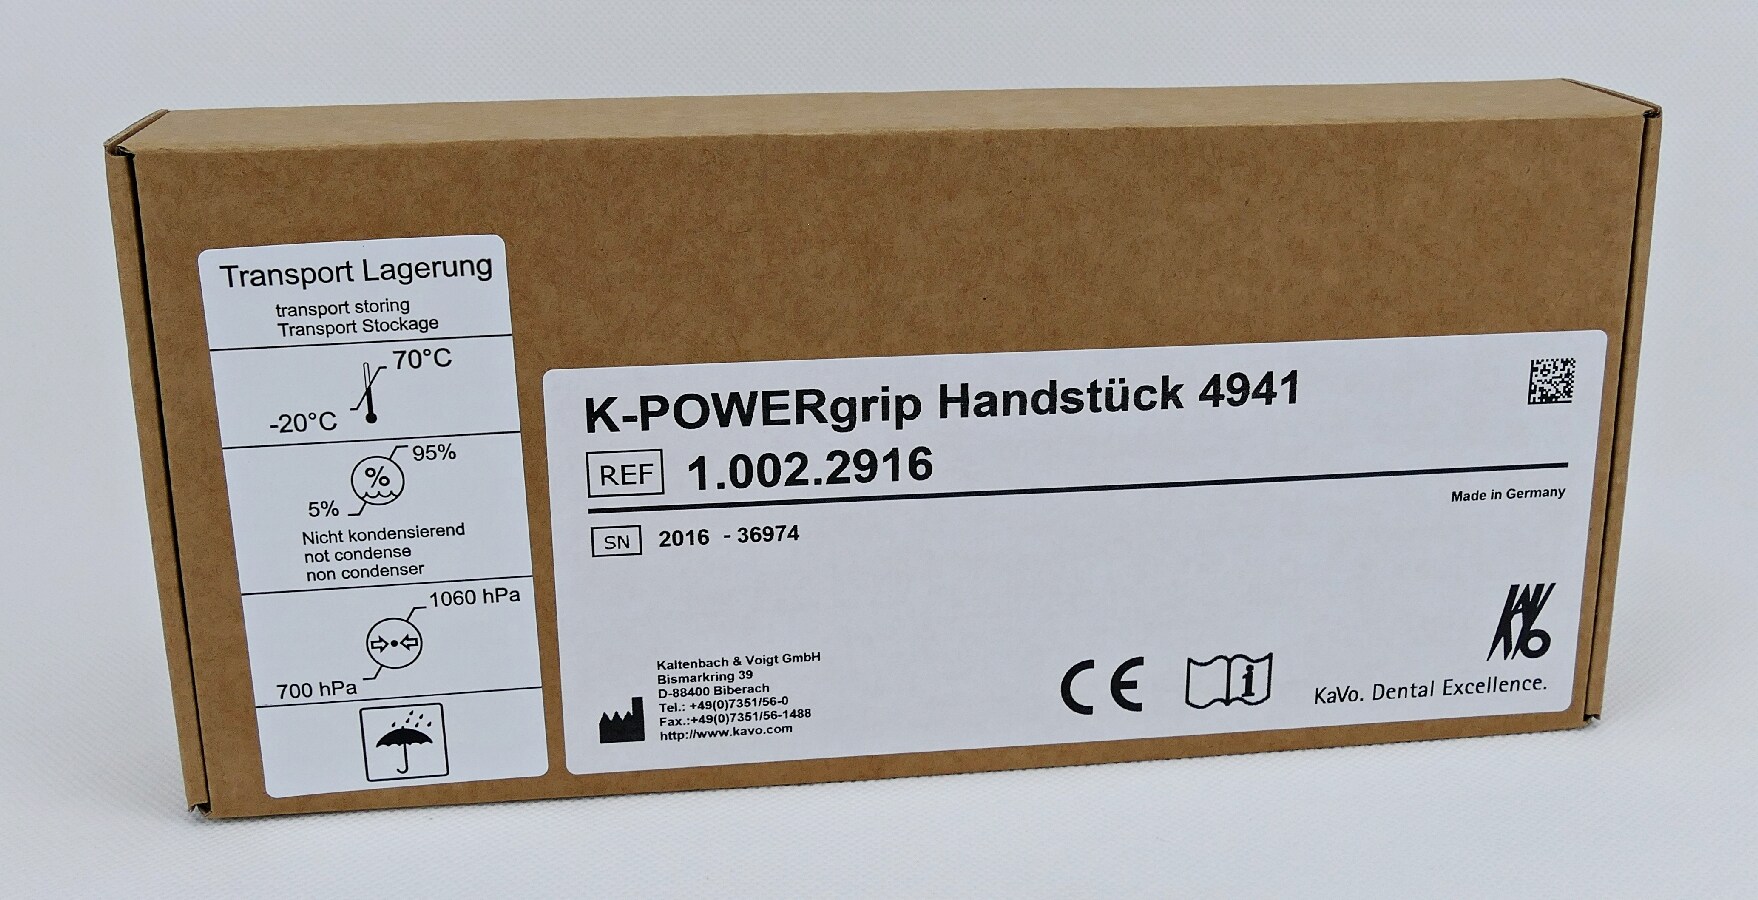 Transport Lagerung
transport storing
Transport Stockage
70°C
-20°C
95%
%
5%
Nicht kondensierend
not condense
non condenser
1060 hPa
700 hPa
K-POWERgrip Handstück 4941
REF 1.002.2916
Made in Germany
SN 2016 - 36974
Kaltenbach & Voigt GmbH
Bismarkring 39
D-88400 Biberach
Tel.: +49(0)7351/56-0
Fax.:+49(0)7351/56-1488
http://www.kavo.com
CE
i
KAVO
KaVo. Dental Excellence.